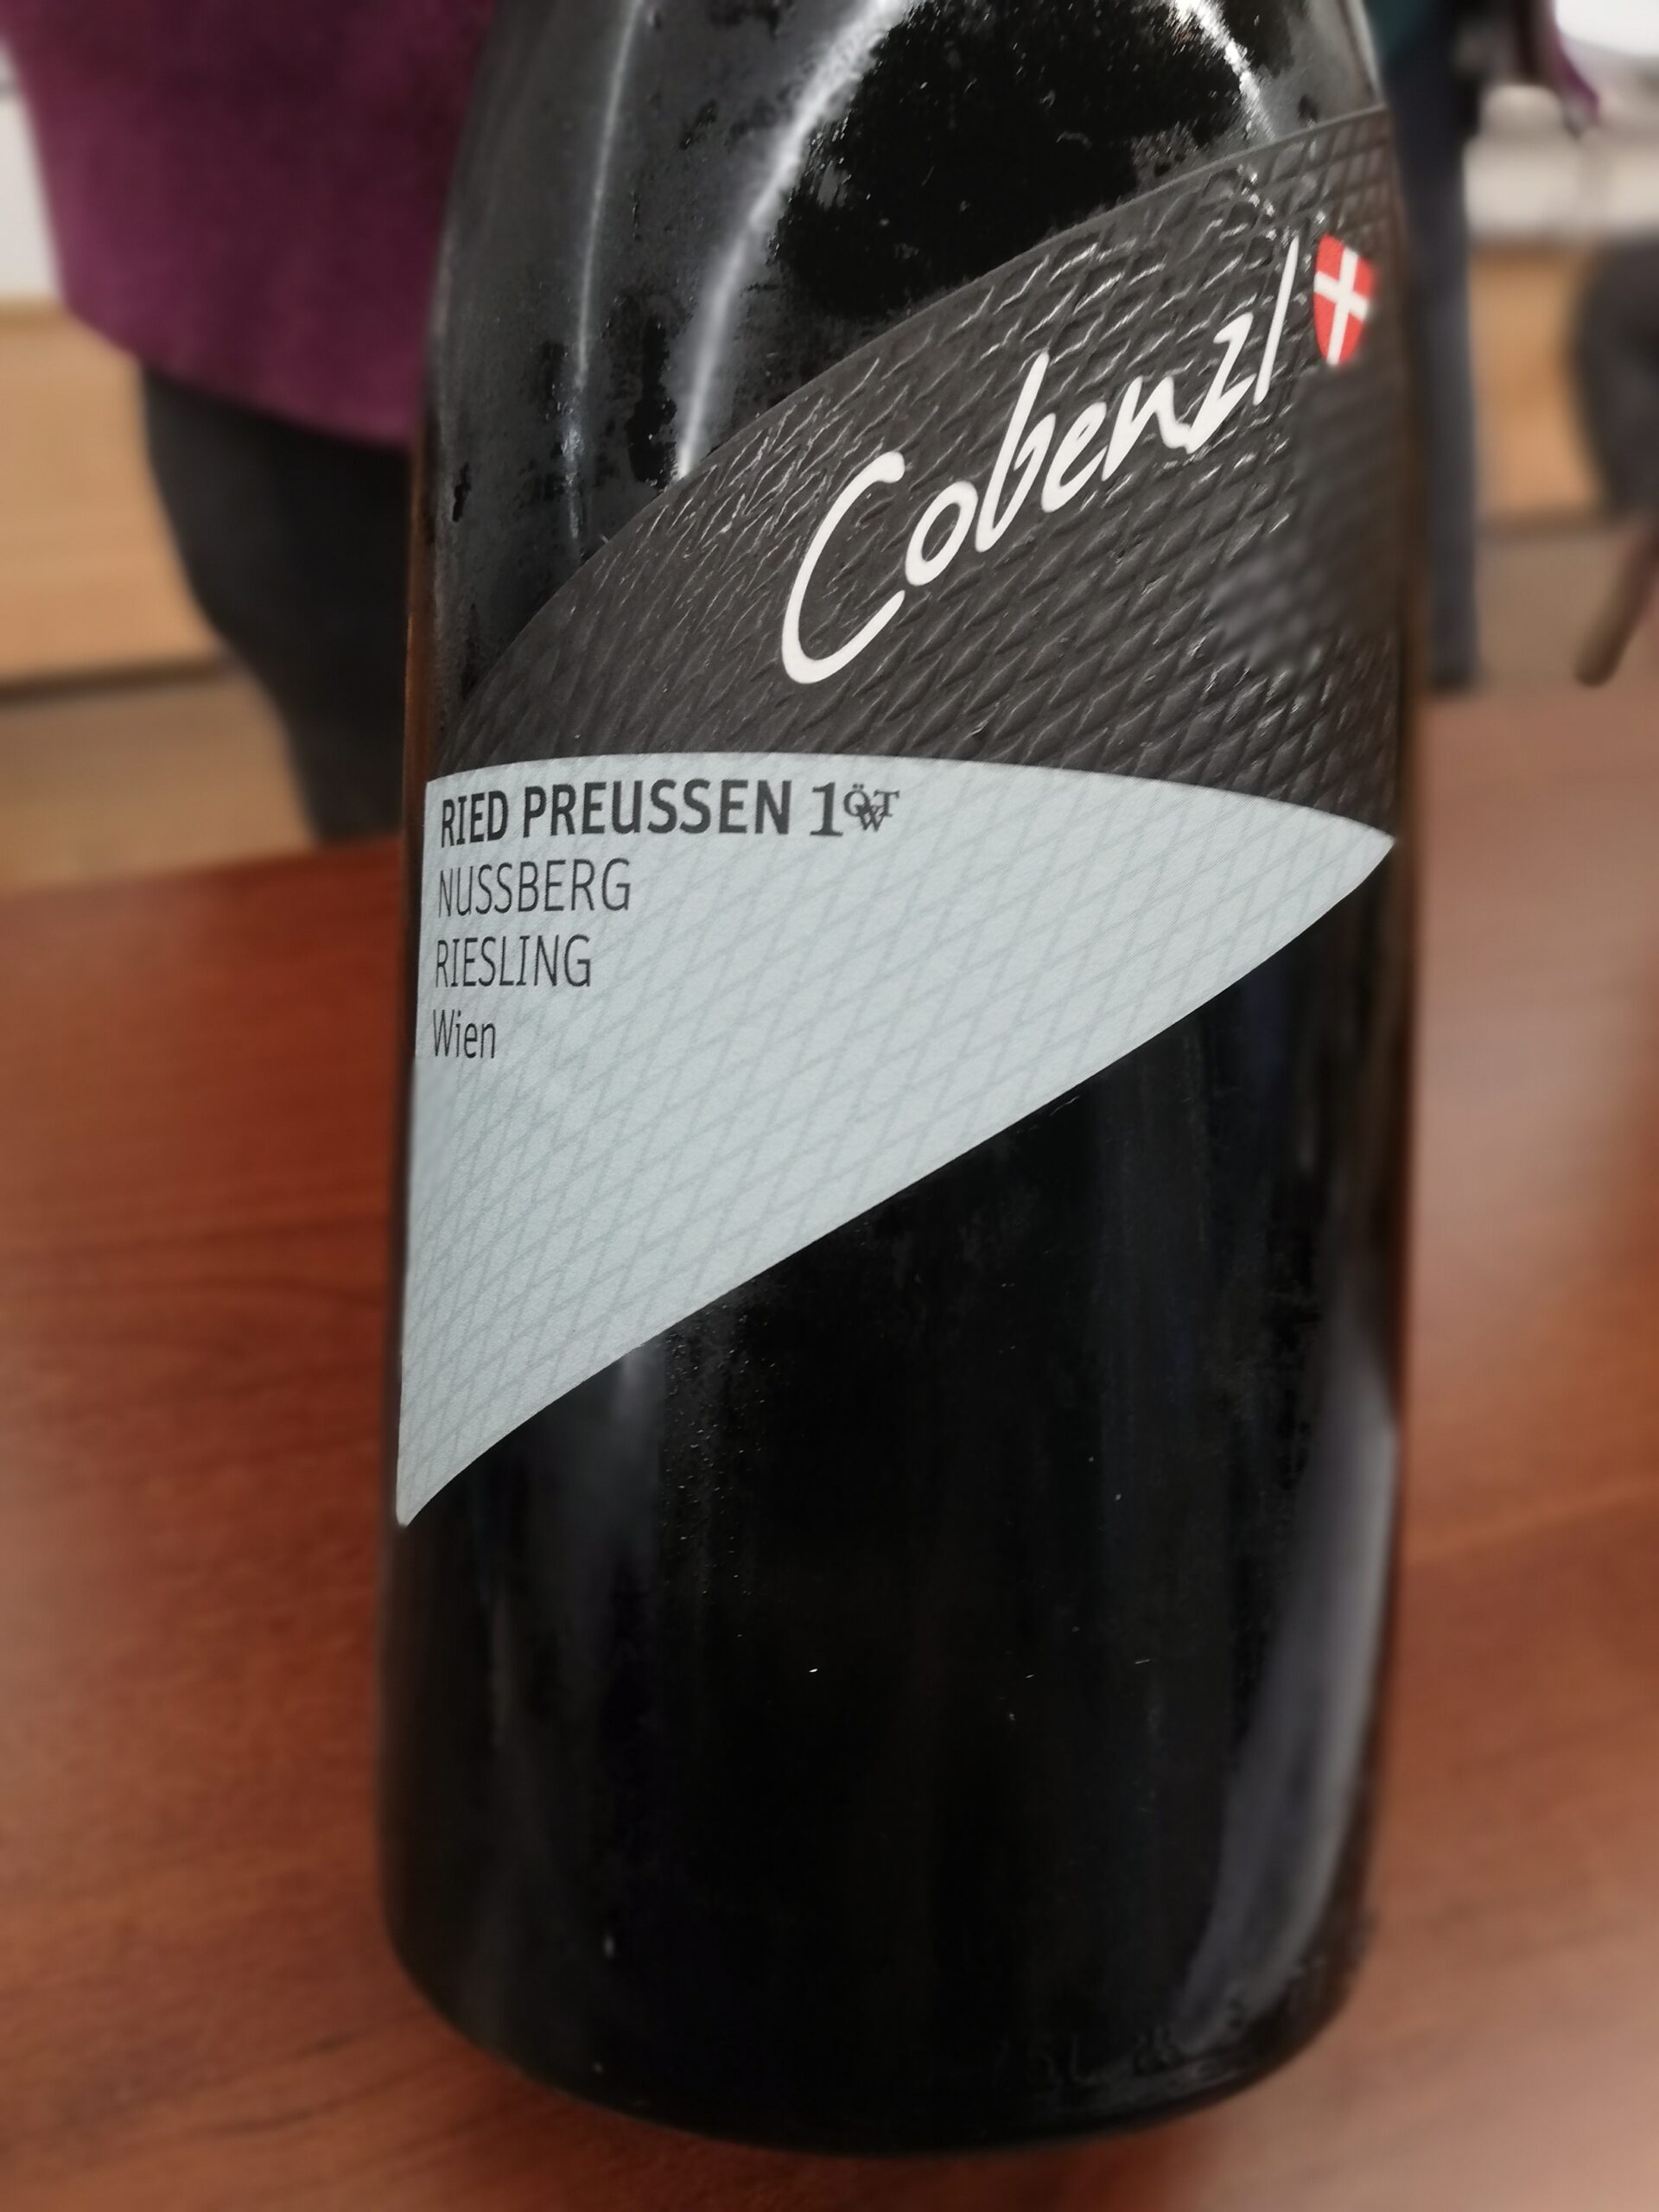 Cobenzl
RIED PREUSSEN 1ÖTW
NUSSBERG
RIESLING
Wien